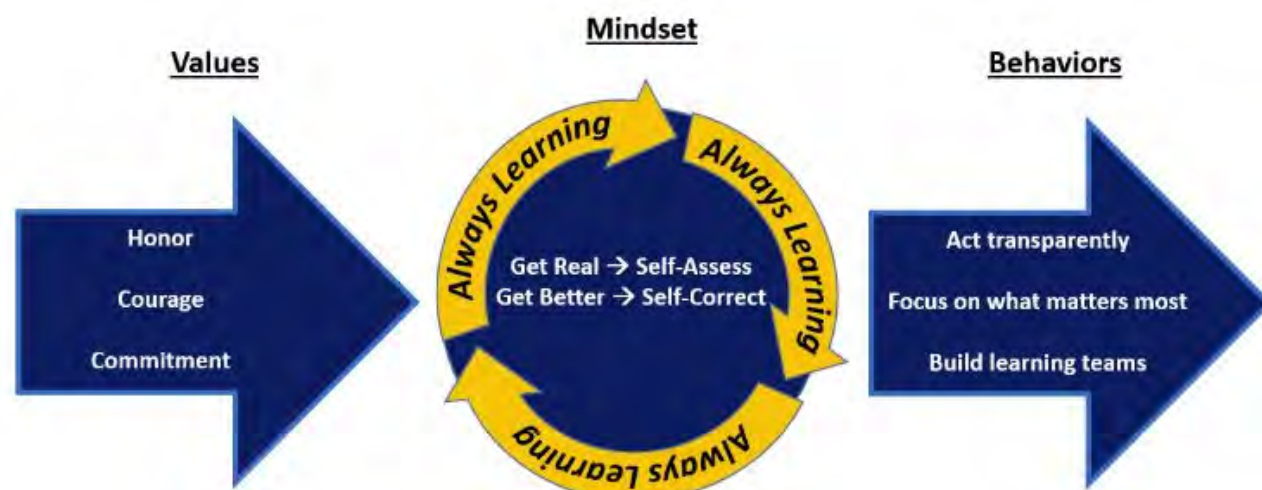 Values
Honor
Courage
Commitment
Mindset
Always Learning
Always Learning
Always Learning
Get Real → Self-Assess
Get Better → Self-Correct
Behaviors
Act transparently
Focus on what matters most
Build learning teams